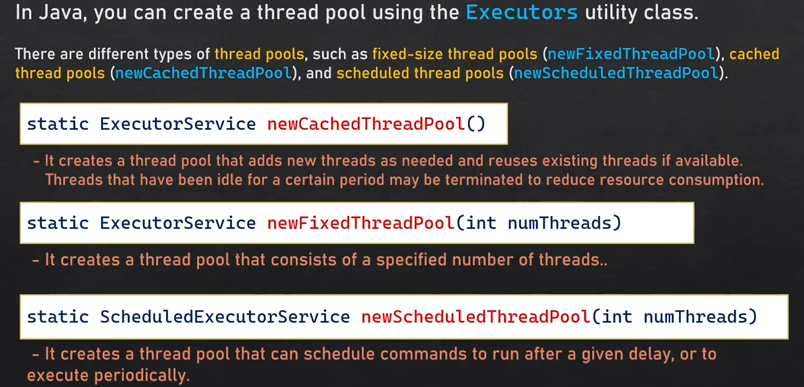 In Java, you can create a thread pool using the Executors utility class.
There are different types of thread pools, such as fixed-size thread pools (newFixedThreadPool), cached
thread pools (newCachedThreadPool), and scheduled thread pools (newScheduledThreadPool).
static ExecutorService newCachedThreadPool()
- It creates a thread pool that adds new threads as needed and reuses existing threads if available.
Threads that have been idle for a certain period may be terminated to reduce resource consumption.
static ExecutorService newFixedThreadPool(int numThreads)
- It creates a thread pool that consists of a specified number of threads..
static ScheduledExecutorService newScheduledThreadPool(int numThreads)
- It creates a thread pool that can schedule commands to run after a given delay, or to
execute periodically.